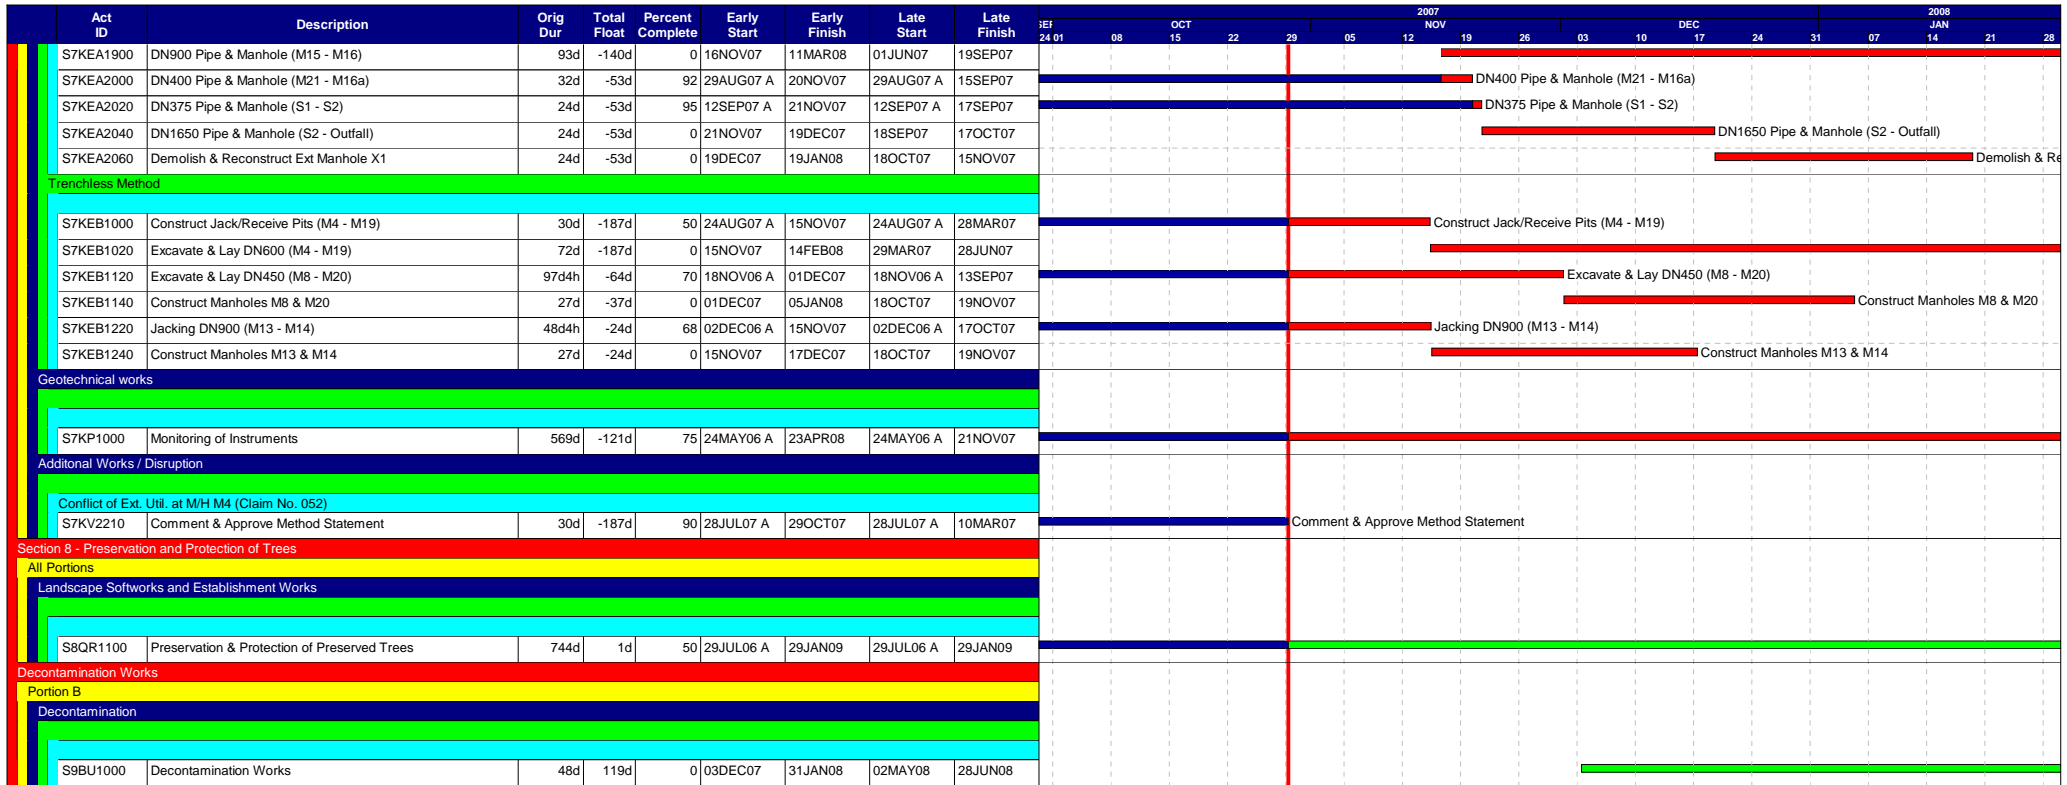 Act ID Description Orig Dur Total Float Percent Complete Early Start Early Finish Late Start Late Finish
2007 2008
SEP OCT NOV DEC JAN
24 01 08 15 22 29 05 12 19 26 03 10 17 24 31 07 14 21 28
S7KEA1900 DN900 Pipe & Manhole (M15 - M16) 93d -140d 0 16NOV07 11MAR08 01JUN07 19SEP07
S7KEA2000 DN400 Pipe & Manhole (M21 - M16a) 32d -53d 92 29AUG07 A 20NOV07 29AUG07 A 15SEP07 DN400 Pipe & Manhole (M21 - M16a)
S7KEA2020 DN375 Pipe & Manhole (S1 - S2) 24d -53d 95 12SEP07 A 21NOV07 12SEP07 A 17SEP07 DN375 Pipe & Manhole (S1 - S2)
S7KEA2040 DN1650 Pipe & Manhole (S2 - Outfall) 24d -53d 0 21NOV07 19DEC07 18SEP07 17OCT07 DN1650 Pipe & Manhole (S2 - Outfall)
S7KEA2060 Demolish & Reconstruct Ext Manhole X1 24d -53d 0 19DEC07 19JAN08 18OCT07 15NOV07 Demolish & Re
Trenchless Method
S7KEB1000 Construct Jack/Receive Pits (M4 - M19) 30d -187d 50 24AUG07 A 15NOV07 24AUG07 A 28MAR07 Construct Jack/Receive Pits (M4 - M19)
S7KEB1020 Excavate & Lay DN600 (M4 - M19) 72d -187d 0 15NOV07 14FEB08 29MAR07 28JUN07
S7KEB1120 Excavate & Lay DN450 (M8 - M20) 97d4h -64d 70 18NOV06 A 01DEC07 18NOV06 A 13SEP07 Excavate & Lay DN450 (M8 - M20)
S7KEB1140 Construct Manholes M8 & M20 27d -37d 0 01DEC07 05JAN08 18OCT07 19NOV07 Construct Manholes M8 & M20
S7KEB1220 Jacking DN900 (M13 - M14) 48d4h -24d 68 02DEC06 A 15NOV07 02DEC06 A 17OCT07 Jacking DN900 (M13 - M14)
S7KEB1240 Construct Manholes M13 & M14 27d -24d 0 15NOV07 17DEC07 18OCT07 19NOV07 Construct Manholes M13 & M14
Geotechnical works
S7KP1000 Monitoring of Instruments 569d -121d 75 24MAY06 A 23APR08 24MAY06 A 21NOV07
Additonal Works / Disruption
Conflict of Ext. Util. at M/H M4 (Claim No. 052)
S7KV2210 Comment & Approve Method Statement 30d -187d 90 28JUL07 A 29OCT07 28JUL07 A 10MAR07 Comment & Approve Method Statement
Section 8 - Preservation and Protection of Trees
All Portions
Landscape Softworks and Establishment Works
S8QR1100 Preservation & Protection of Preserved Trees 744d 1d 50 29JUL06 A 29JAN09 29JUL06 A 29JAN09
Decontamination Works
Portion B
Decontamination
S9BU1000 Decontamination Works 48d 119d 0 03DEC07 31JAN08 02MAY08 28JUN08